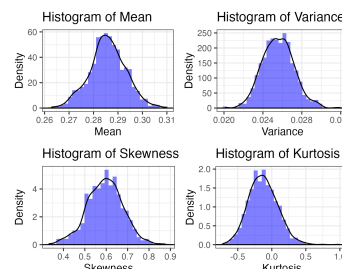 Histogram of Mean
Density
60
40
20
0
0.26 0.27 0.28 0.29 0.30 0.31
Mean
Histogram of Variance
Density
250
200
150
100
50
0
0.020 0.024 0.028
Variance
Histogram of Skewness
Density
4
2
0
0.4 0.5 0.6 0.7 0.8 0.9
Skewness
Histogram of Kurtosis
Density
2.0
1.5
1.0
0.5
0.0
-0.5 0.0 0.5
Kurtosis